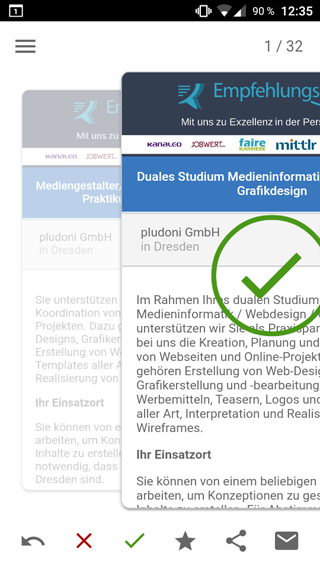 1
90 %
12:35
1 / 32
Empfehlungs
Mit uns zu Exzellenz in der Pers
KANALEO
JOBWERT
faire
KARRIERE
mittlr
Duales Studium Medieninformati
Grafikdesign
pludoni GmbH
in Dresden
Im Rahmen Ihres dualen Studium
Medieninformatik / Webdesign /
unterstützen wir Sie als Praxispar
bei uns die Kreation, Planung und
von Webseiten und Online-Projekt
gehören Erstellung von Web-Desig
Grafikerstellung und -bearbeitung
Werbemitteln, Teasern, Logos und
aller Art, Interpretation und Realis
Wireframes.
Ihr Einsatzort
Sie können von einem beliebigen
arbeiten, um Konzeptionen zu ges
Em
Mit uns zu
KANALEO
JOBWERT
Mediengestalter,
Praktiku
pludoni GmbH
in Dresden
Sie unterstützen
Koordination von
Projekten. Dazu g
Designs, Grafiker
Erstellung von We
Templates aller A
Realisierung von
Ihr Einsatzort
Sie können von e
arbeiten, um Kon
Inhalte zu erstelle
notwendig, dass
Dresden sind.